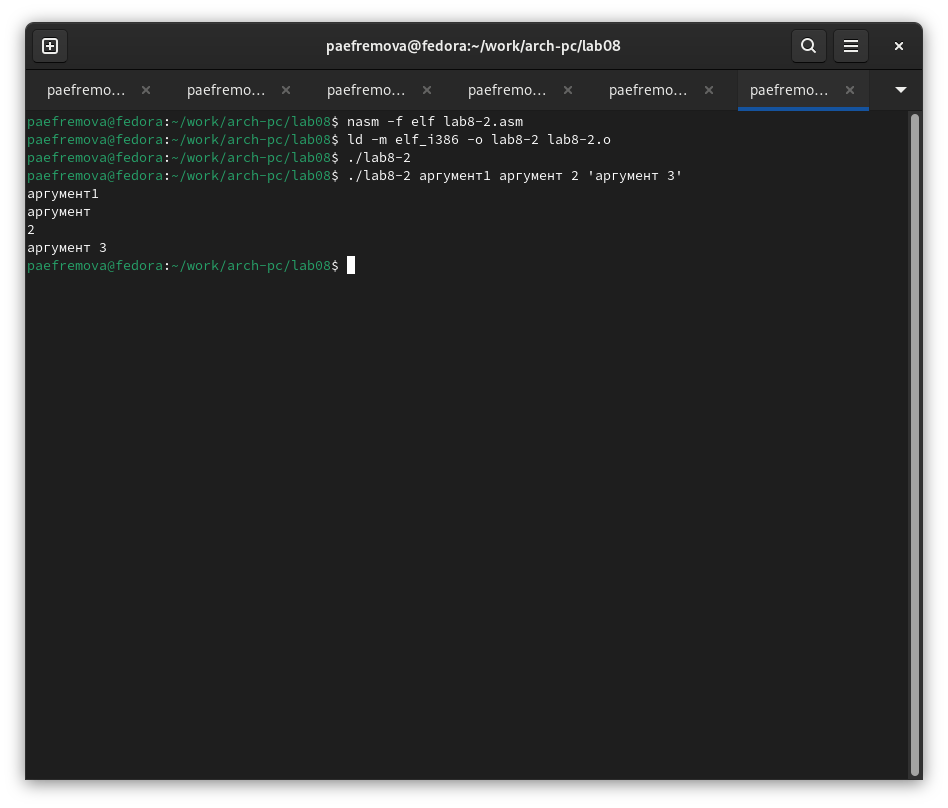 paefremova@fedora:~/work/arch-pc/lab08
paefremo... paefremo... paefremo... paefremo... paefremo... paefremo...
paefremova@fedora:~/work/arch-pc/lab08$ nasm -f elf lab8-2.asm
paefremova@fedora:~/work/arch-pc/lab08$ ld -m elf_i386 -o lab8-2 lab8-2.o
paefremova@fedora:~/work/arch-pc/lab08$ ./lab8-2
paefremova@fedora:~/work/arch-pc/lab08$ ./lab8-2 аргумент1 аргумент 2 'аргумент 3'
аргумент1
аргумент
2
аргумент 3
paefremova@fedora:~/work/arch-pc/lab08$